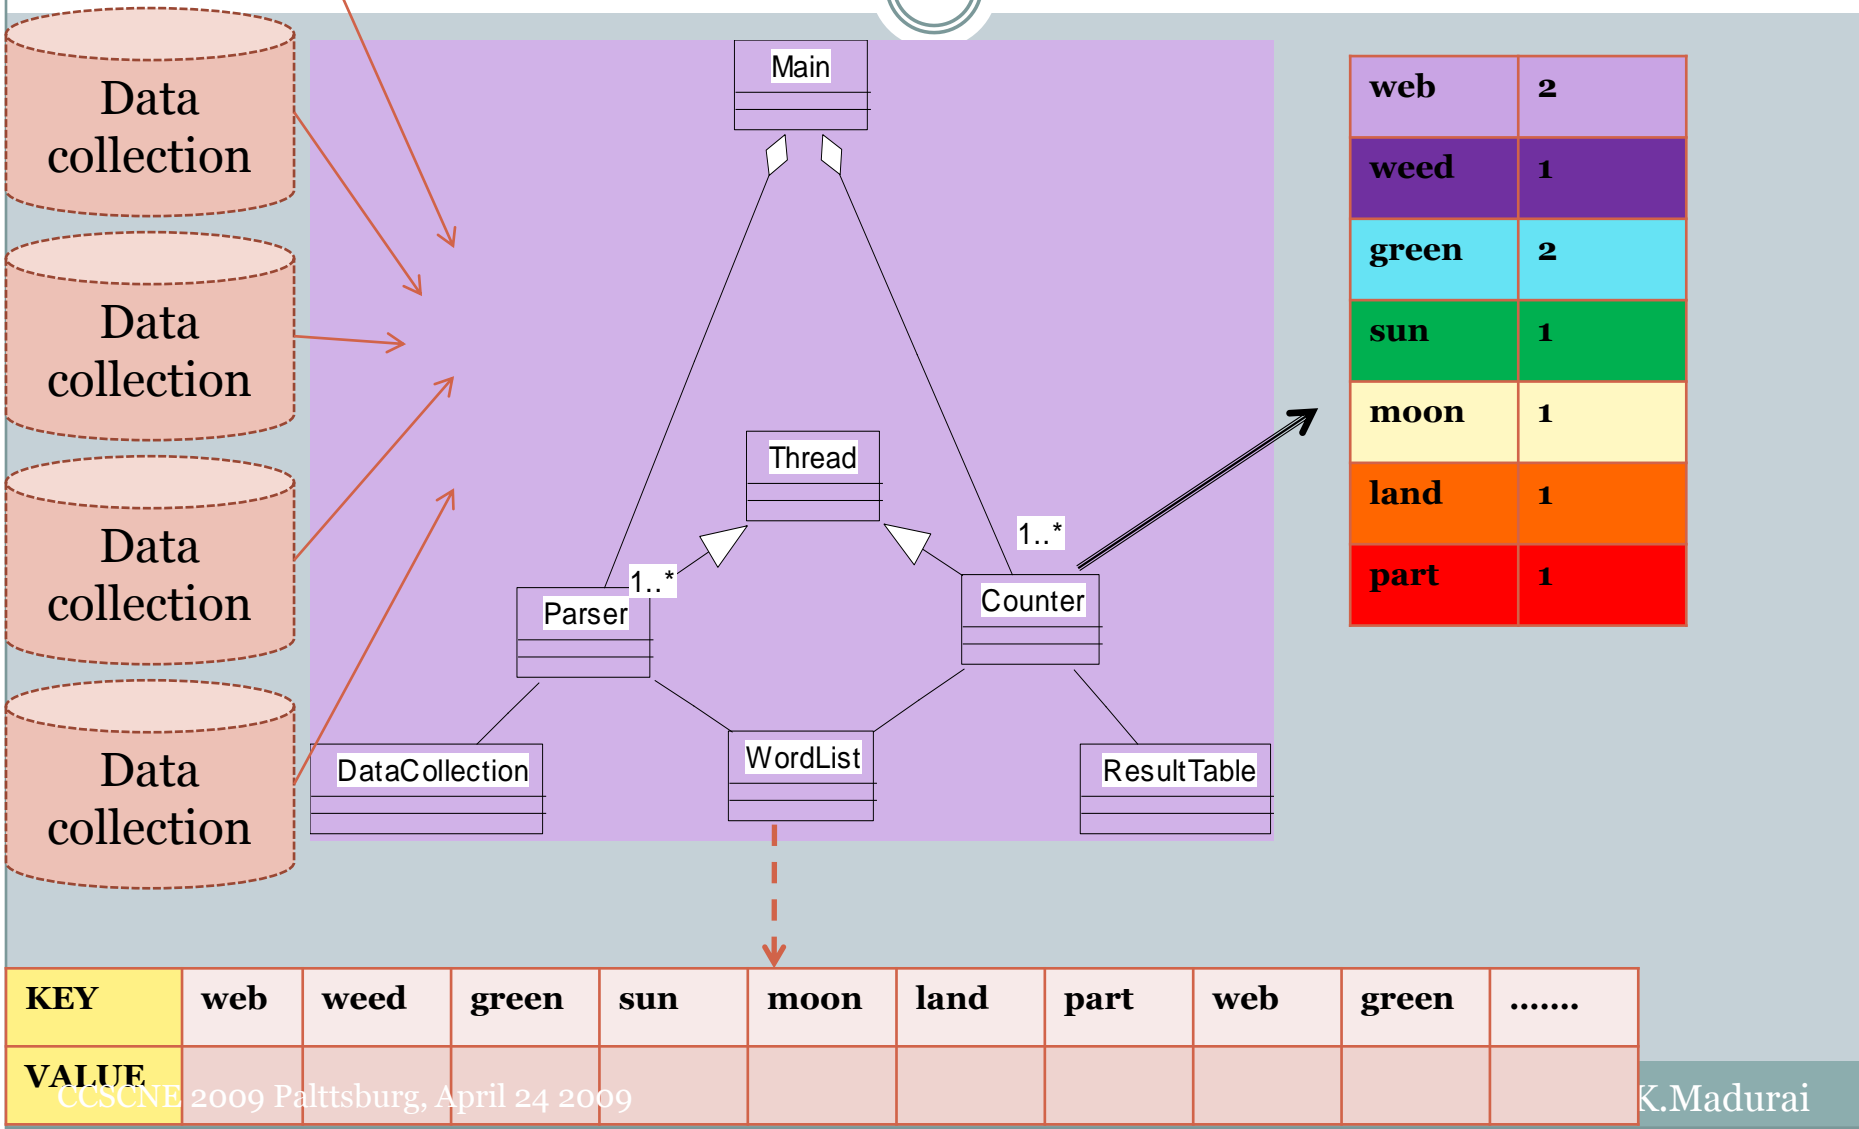 Data
collection
Data
collection
Data
collection
Data
collection
Main
Thread
1..*
1..*
Parser
Counter
DataCollection
WordList
ResultTable
web 2
weed 1
green 2
sun 1
moon 1
land 1
part 1
KEY web weed green sun moon land part web green .......
VALUE
CCSCNE 2009 Palttsburg, April 24 2009
K.Madurai